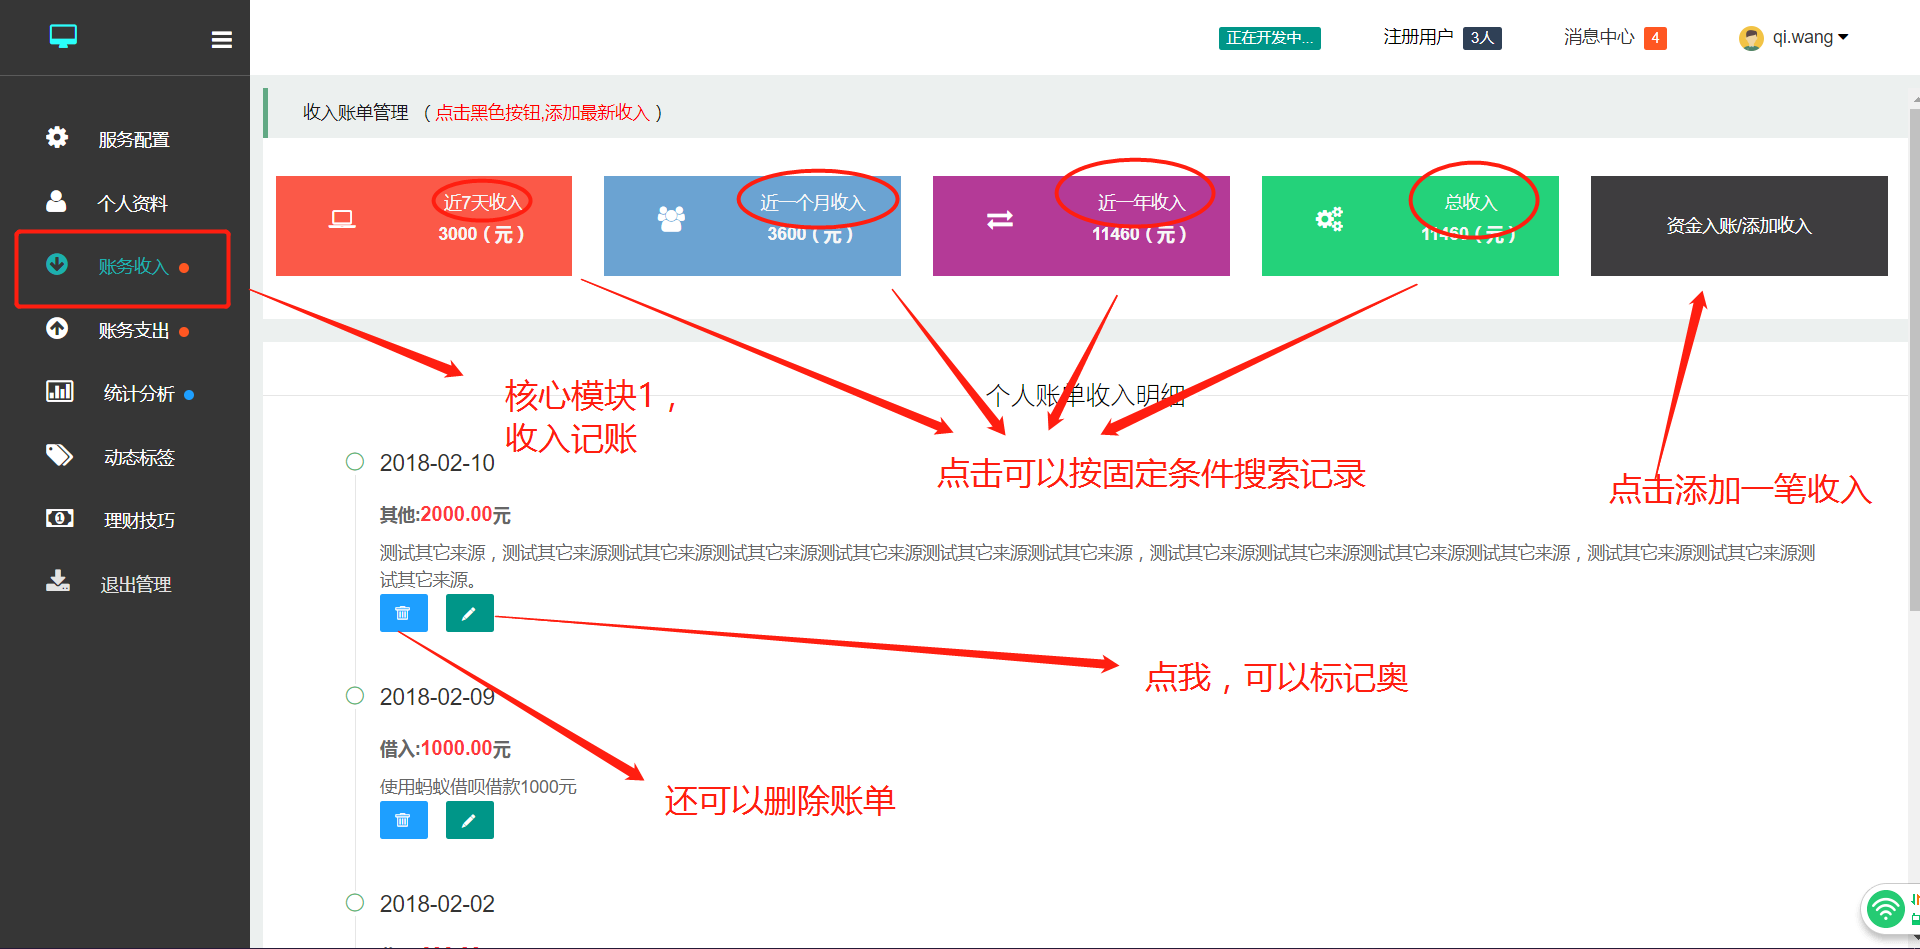 正在开发中...
注册用户 3人
消息中心 4
qi.wang
服务配置
个人资料
账务收入
账务支出
统计分析
动态标签
理财技巧
退出管理
收入账单管理 （点击黑色按钮,添加最新收入）
近7天收入
3000（元）
近一个月收入
3600（元）
近一年收入
11460（元）
总收入
11460（元）
资金入账/添加收入
个人账单收入明细
核心模块1，
收入记账
点击可以按固定条件搜索记录
点击添加一笔收入
2018-02-10
其他:2000.00元
测试其它来源，测试其它来源测试其它来源测试其它来源测试其它来源测试其它来源测试其它来源，测试其它来源测试其它来源测试其它来源测试其它来源，测试其它来源测试其它来源测
试其它来源。
点我，可以标记奥
2018-02-09
借入:1000.00元
使用蚂蚁借呗借款1000元
还可以删除账单
2018-02-02